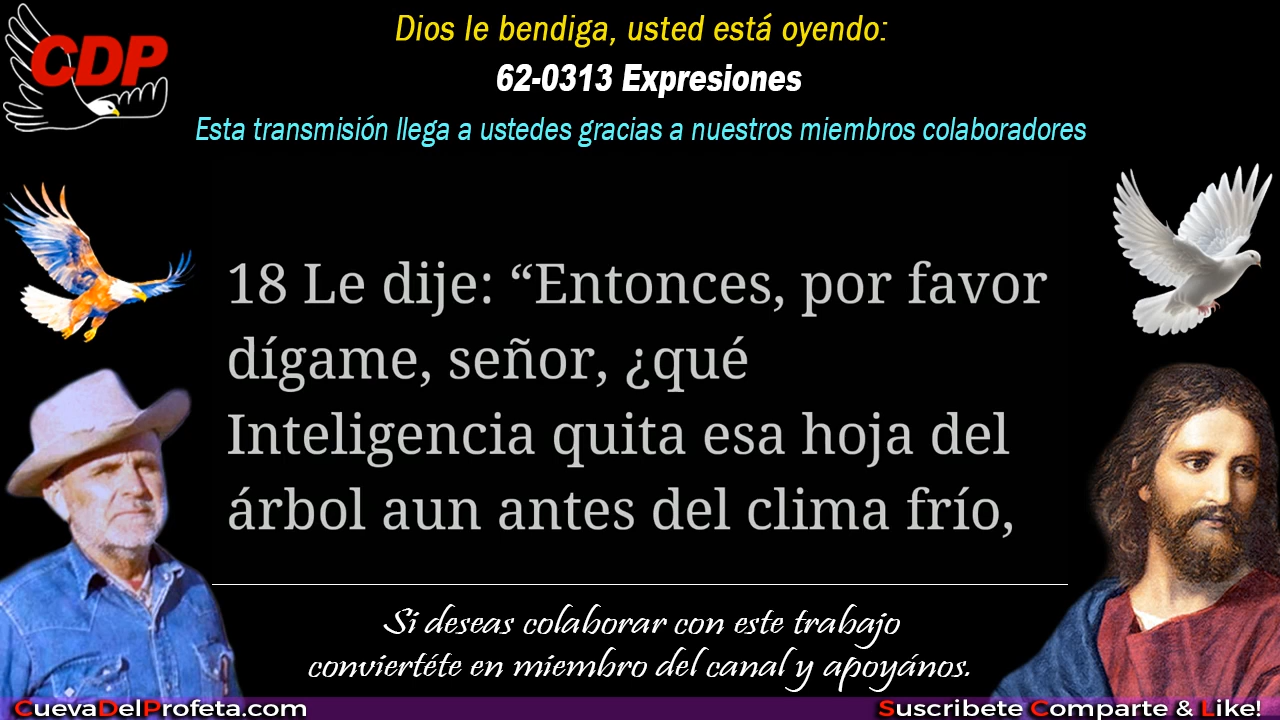 CDP
Dios le bendiga, usted está oyendo:
62-0313 Expresiones
Esta transmisión llega a ustedes gracias a nuestros miembros colaboradores
18 Le dije: “Entonces, por favor
dígame, señor, ¿qué
Inteligencia quita esa hoja del
árbol aun antes del clima frío,
Si deseas colaborar con este trabajo
conviertéte en miembro del canal y apoyános.
CuevaDelProfeta.com
Suscribete Comparte & Like!